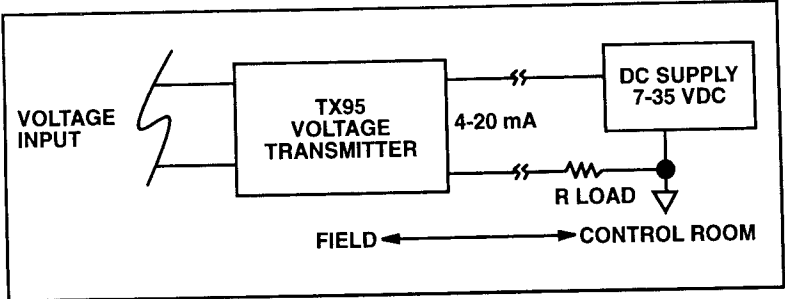 VOLTAGE
INPUT
TX95
VOLTAGE
TRANSMITTER
4-20 mA
DC SUPPLY
7-35 VDC
R LOAD
FIELD
CONTROL ROOM